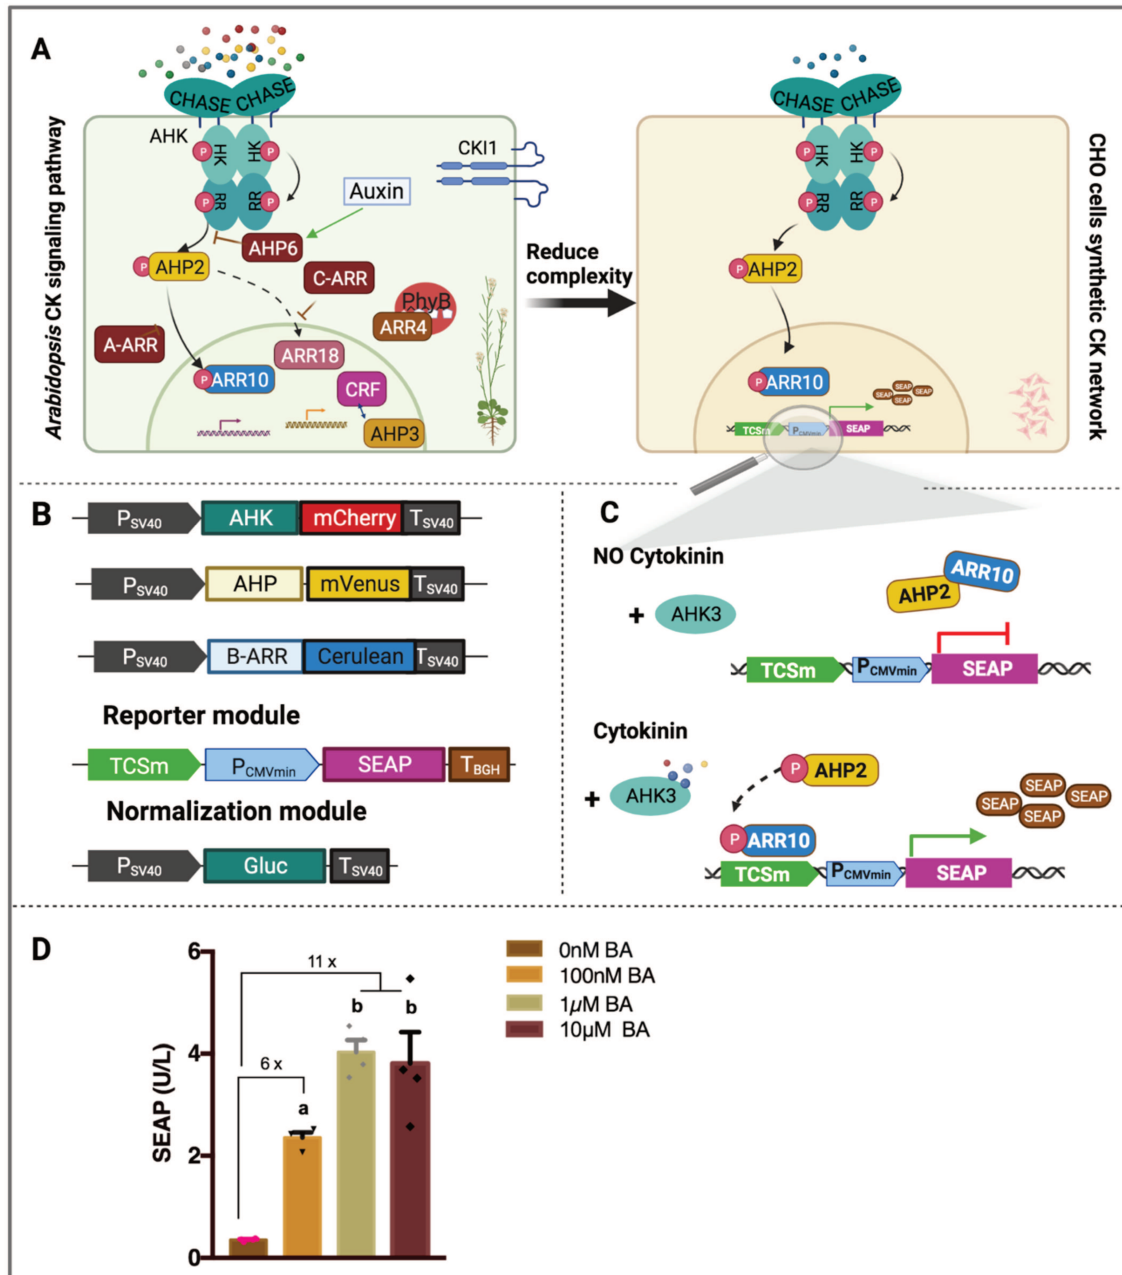 A
CHASE CHASE
AHK
P HK HK P
P RR RR P
CKI1
Auxin
AHP6
P AHP2
C-ARR
PhyB
ARR4
A-ARR
ARR18
P ARR10
CRF
AHP3
Arabidopsis CK signaling pathway
Reduce
complexity
CHASE CHASE
P HK HK P
P RR RR P
P AHP2
P ARR10
SEAP
SEAP SEAP
SEAP
TCSm PCMVmin SEAP
CHO cells synthetic CK network
B
PSV40 AHK mCherry TSV40
PSV40 AHP mVenus TSV40
PSV40 B-ARR Cerulean TSV40
Reporter module
TCSm PCMVmin SEAP TBGH
Normalization module
PSV40 Gluc TSV40
C
NO Cytokinin
+ AHK3
AHP2 ARR10
TCSm PCMVmin SEAP
Cytokinin
+ AHK3
P AHP2
P ARR10
SEAP
SEAP SEAP
SEAP
TCSm PCMVmin SEAP
D
SEAP (U/L)
6
4
2
0
11 x
6 x
a
b
b
0nM BA
100nM BA
1µM BA
10µM BA